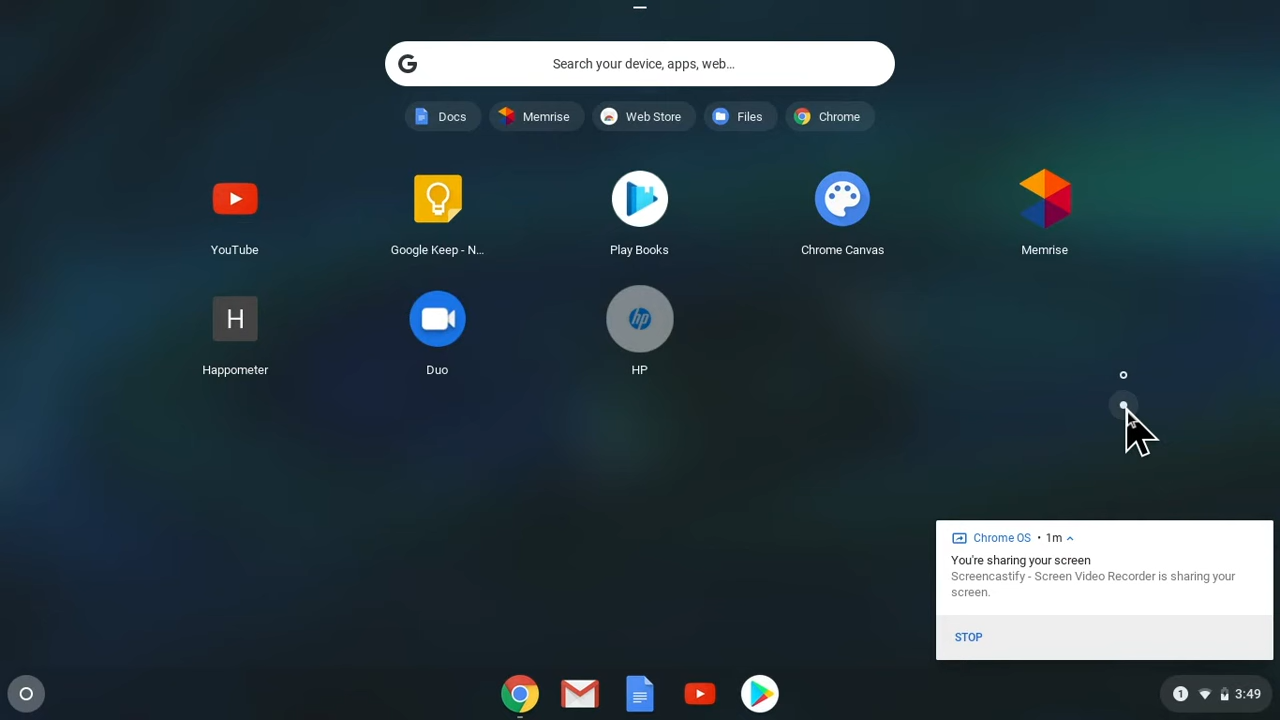 Search your device, apps, web...
Docs
Memrise
Web Store
Files
Chrome
YouTube
Google Keep - N...
Play Books
Chrome Canvas
Memrise
H
hp
Happometer
Duo
HP
Chrome OS • 1m
You're sharing your screen
Screencastify - Screen Video Recorder is sharing your
screen.
STOP
1
3:49